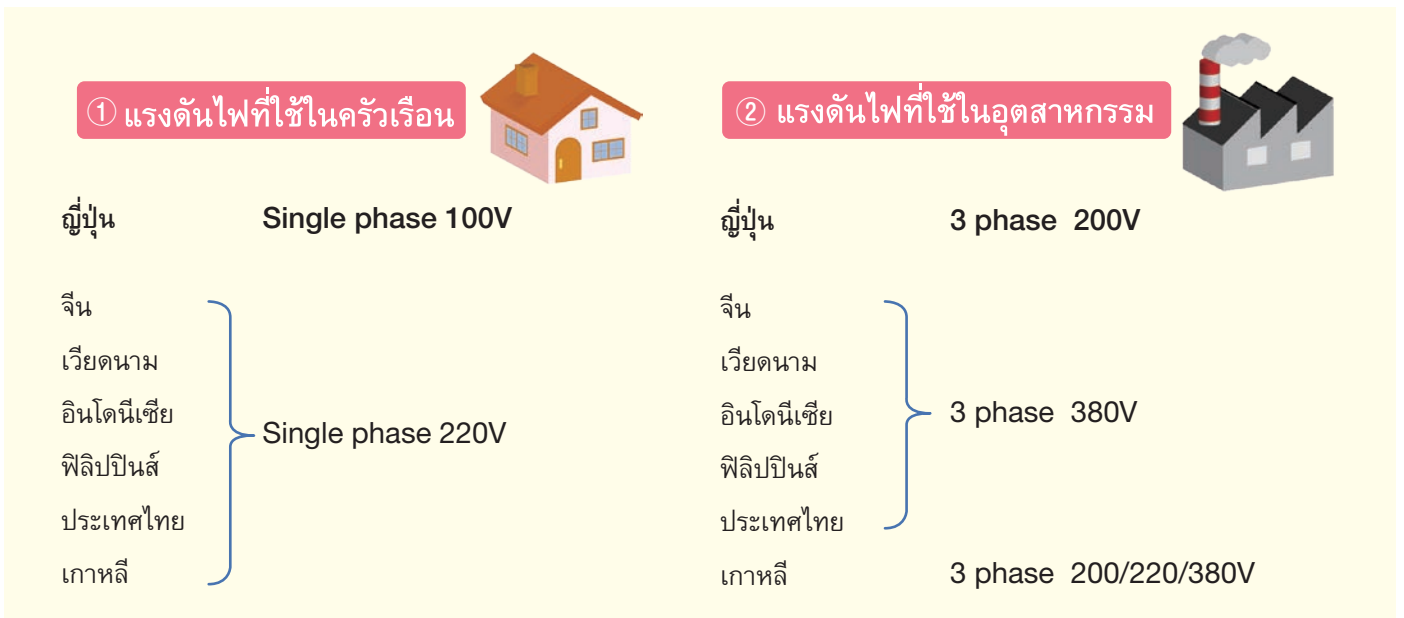 ① แรงดันไฟที่ใช้ในครัวเรือน
ญี่ปุ่น Single phase 100V
จีน
เวียดนาม
อินโดนีเซีย
Single phase 220V
ฟิลิปปินส์
ประเทศไทย
เกาหลี
② แรงดันไฟที่ใช้ในอุตสาหกรรม
ญี่ปุ่น 3 phase 200V
จีน
เวียดนาม
อินโดนีเซีย 3 phase 380V
ฟิลิปปินส์
ประเทศไทย
เกาหลี 3 phase 200/220/380V